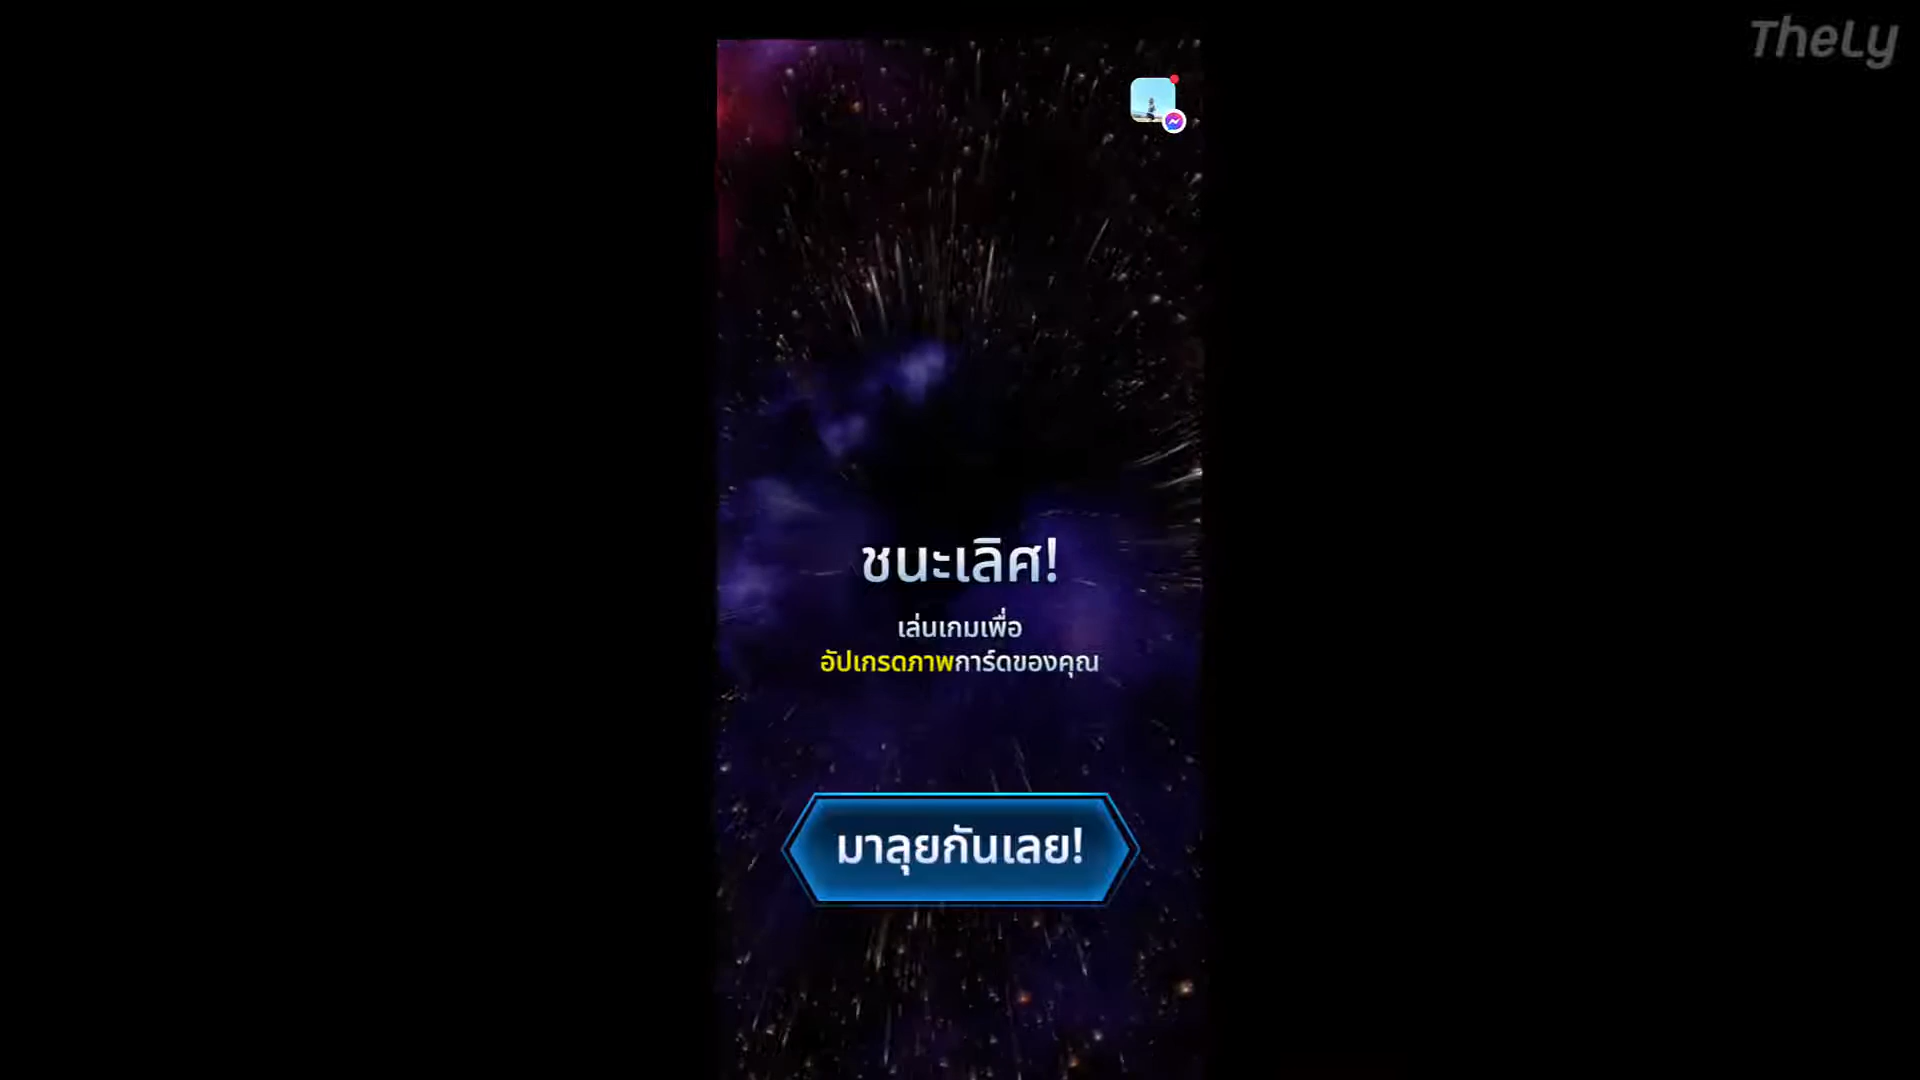 TheLy
ชนะเลิศ!
เล่นเกมเพื่อ
อัปเกรดภาพการ์ดของคุณ
มาลุยกันเลย!